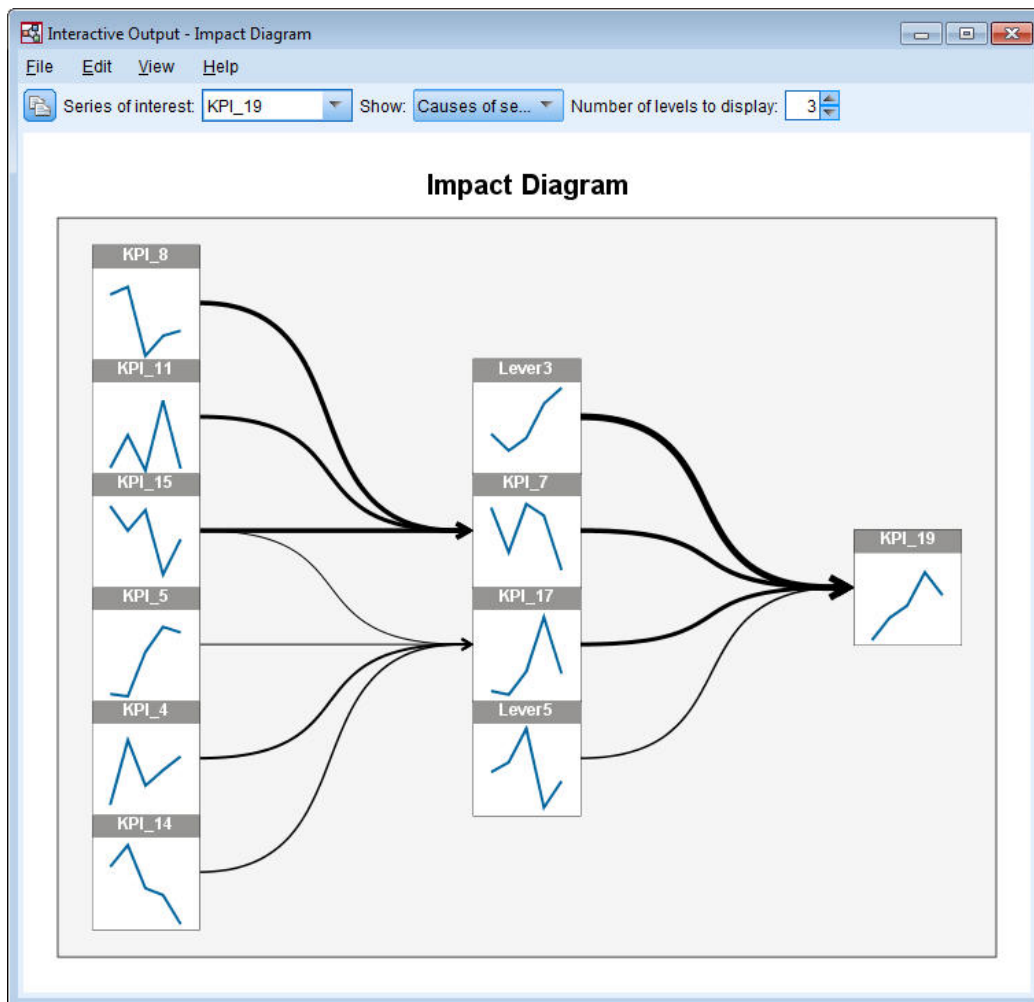 Interactive Output - Impact Diagram
File Edit View Help
Series of interest: KPI_19 Show: Causes of se... Number of levels to display: 3
Impact Diagram
KPI_8
KPI_11
Lever3
KPI_15
KPI_7
KPI_19
KPI_5
KPI_17
KPI_4
Lever5
KPI_14